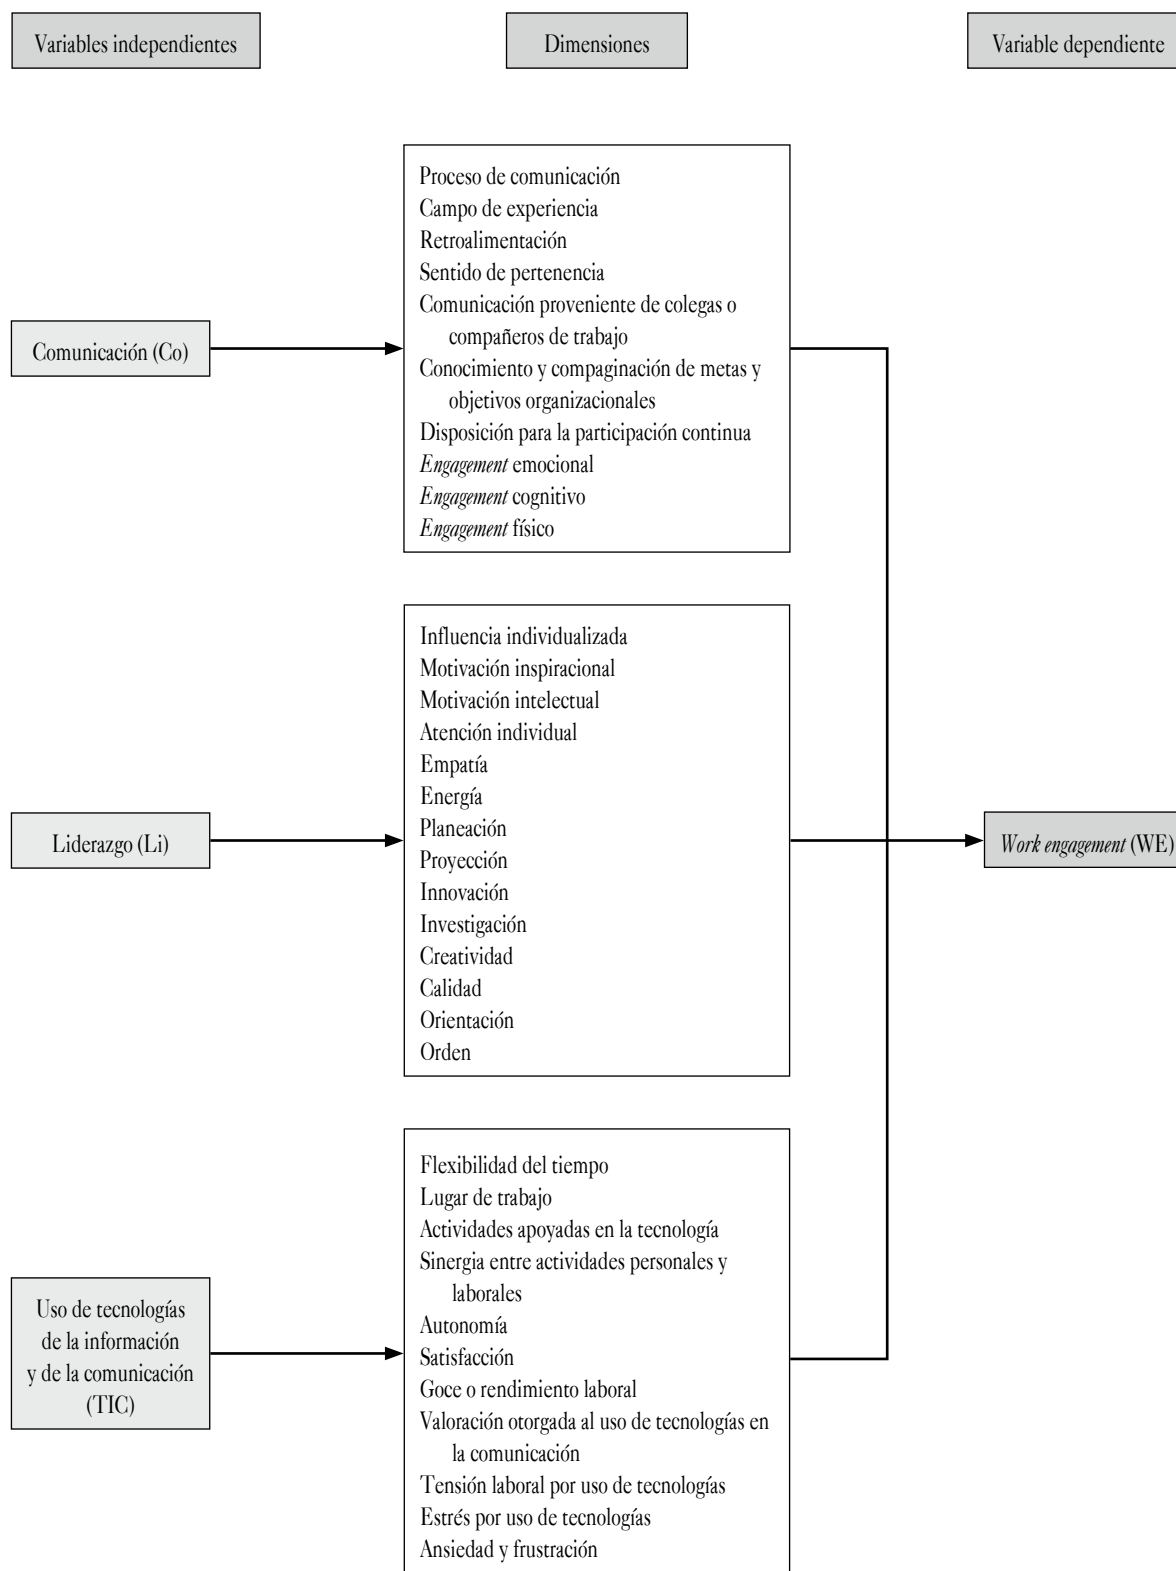 Variables independientes
Dimensiones
Variable dependiente
Comunicación (Co)
Proceso de comunicación
Campo de experiencia
Retroalimentación
Sentido de pertenencia
Comunicación proveniente de colegas o
compañeros de trabajo
Conocimiento y compaginación de metas y
objetivos organizacionales
Disposición para la participación continua
Engagement emocional
Engagement cognitivo
Engagement físico
Liderazgo (Li)
Influencia individualizada
Motivación inspiracional
Motivación intelectual
Atención individual
Empatía
Energía
Planeación
Proyección
Innovación
Investigación
Creatividad
Calidad
Orientación
Orden
Work engagement (WE)
Uso de tecnologías
de la información
y de la comunicación
(TIC)
Flexibilidad del tiempo
Lugar de trabajo
Actividades apoyadas en la tecnología
Sinergia entre actividades personales y
laborales
Autonomía
Satisfacción
Goce o rendimiento laboral
Valoración otorgada al uso de tecnologías en
la comunicación
Tensión laboral por uso de tecnologías
Estrés por uso de tecnologías
Ansiedad y frustración